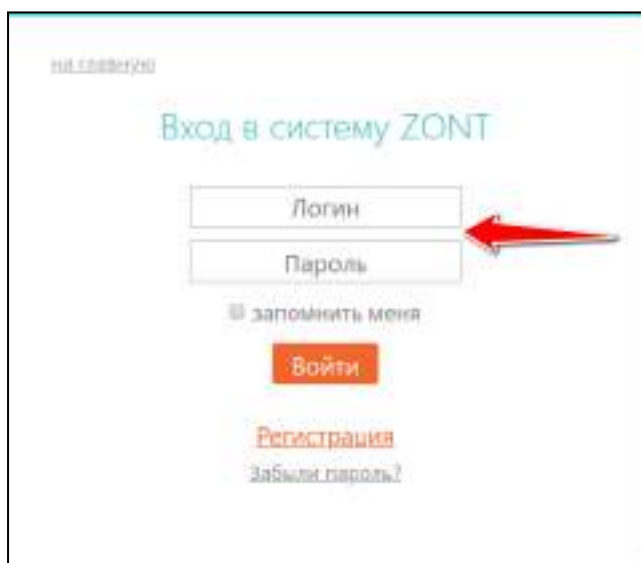 на главную
Вход в систему ZONT
Логин
Пароль
запомнить меня
Войти
Регистрация
Забыли пароль?